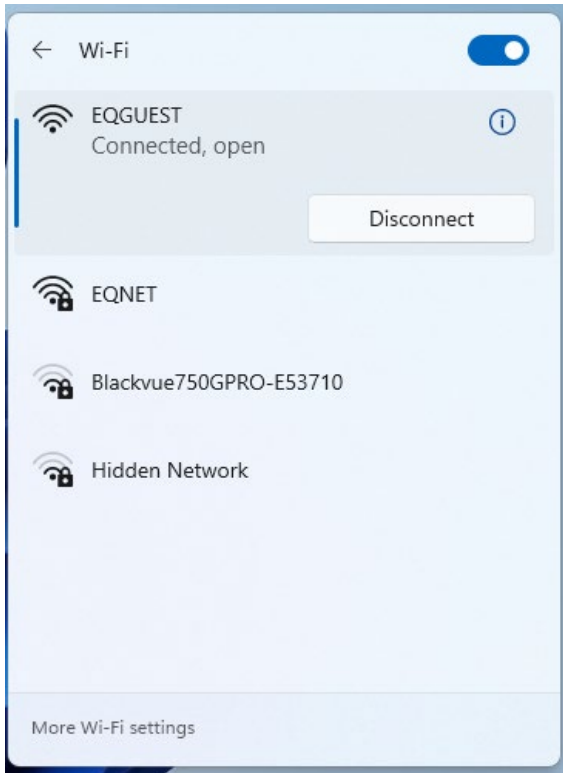 Wi-Fi
EQGUEST
Connected, open
Disconnect
EQNET
Blackvue750GPRO-E53710
Hidden Network
More Wi-Fi settings